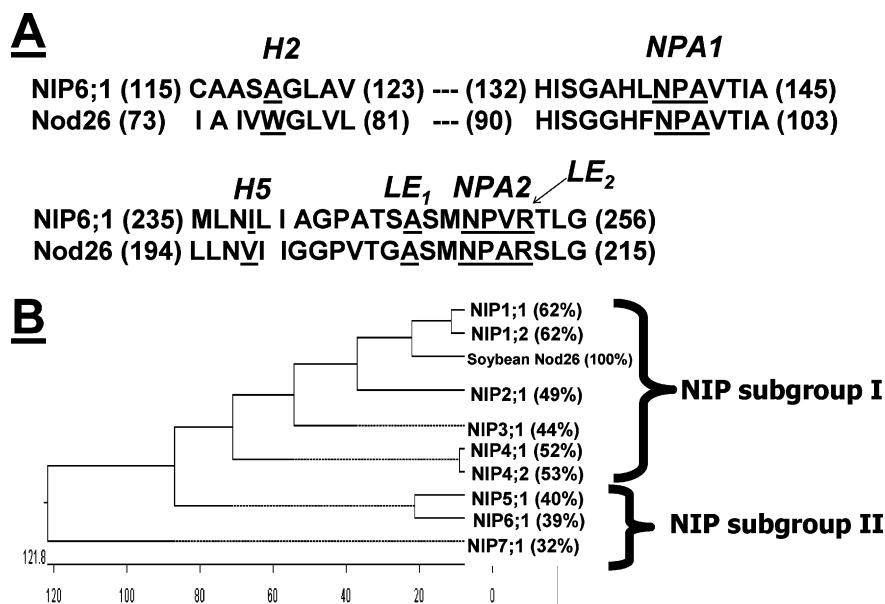 A
H2 NPA1
NIP6;1 (115) CAASAGLAV (123) --- (132) HISGAHLNPAVTIA (145)
Nod26 (73) I A IVWGLVL (81) --- (90) HISGGHFNPAVTIA (103)
H5 LE1 NPA2 LE2
NIP6;1 (235) MLNIL I AGPATSASMNPVRTLG (256)
Nod26 (194) LLNVI IGGPVTGASMNPARSLG (215)
B
NIP1;1 (62%)
NIP1;2 (62%)
Soybean Nod26 (100%)
NIP2;1 (49%)
NIP subgroup I
NIP3;1 (44%)
NIP4;1 (52%)
NIP4;2 (53%)
NIP5;1 (40%)
NIP6;1 (39%)
NIP subgroup II
NIP7;1 (32%)
121.8
120 100 80 60 40 20 0